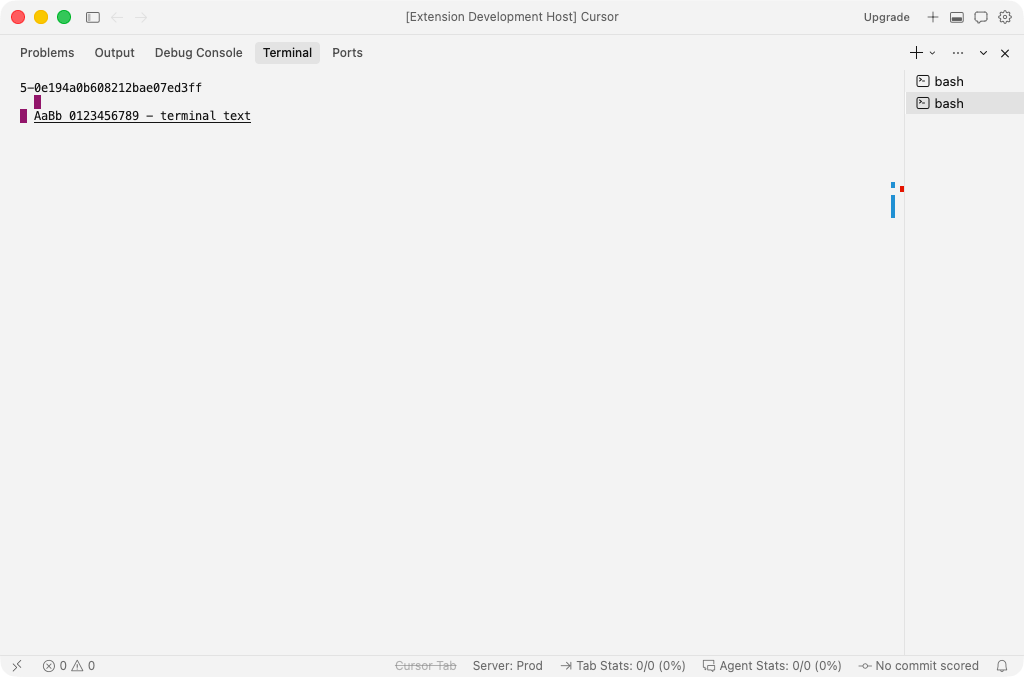 [Extension Development Host] Cursor
Upgrade
Problems Output Debug Console Terminal Ports
5-0e194a0b608212bae07ed3ff
AaBb 0123456789 - terminal text
bash
bash
0 0 Cursor Tab Server: Prod Tab Stats: 0/0 (0%) Agent Stats: 0/0 (0%) No commit scored